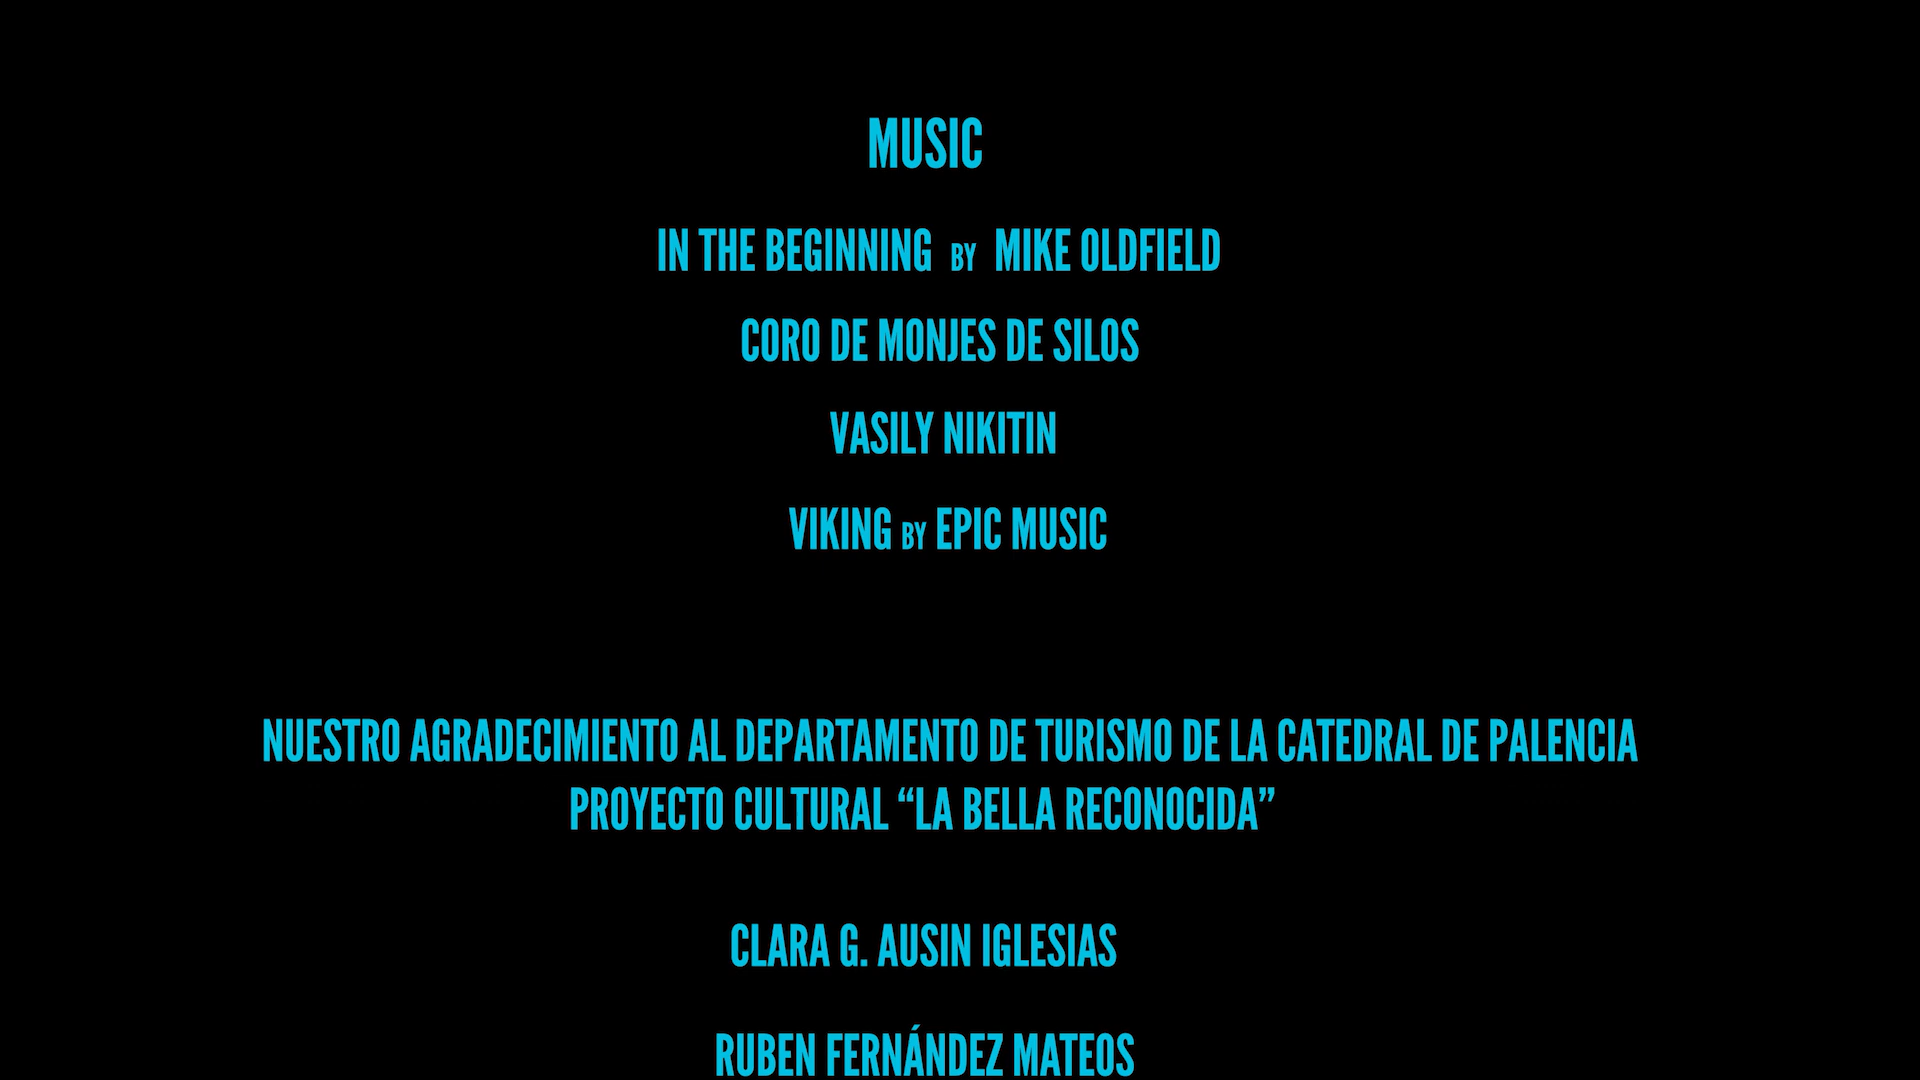 MUSIC
IN THE BEGINNING BY MIKE OLDFIELD
CORO DE MONJES DE SILOS
VASILY NIKITIN
VIKING BY EPIC MUSIC
NUESTRO AGRADECIMIENTO AL DEPARTAMENTO DE TURISMO DE LA CATEDRAL DE PALENCIA
PROYECTO CULTURAL “LA BELLA RECONOCIDA”
CLARA G. AUSIN IGLESIAS
RUBEN FERNÁNDEZ MATEOS